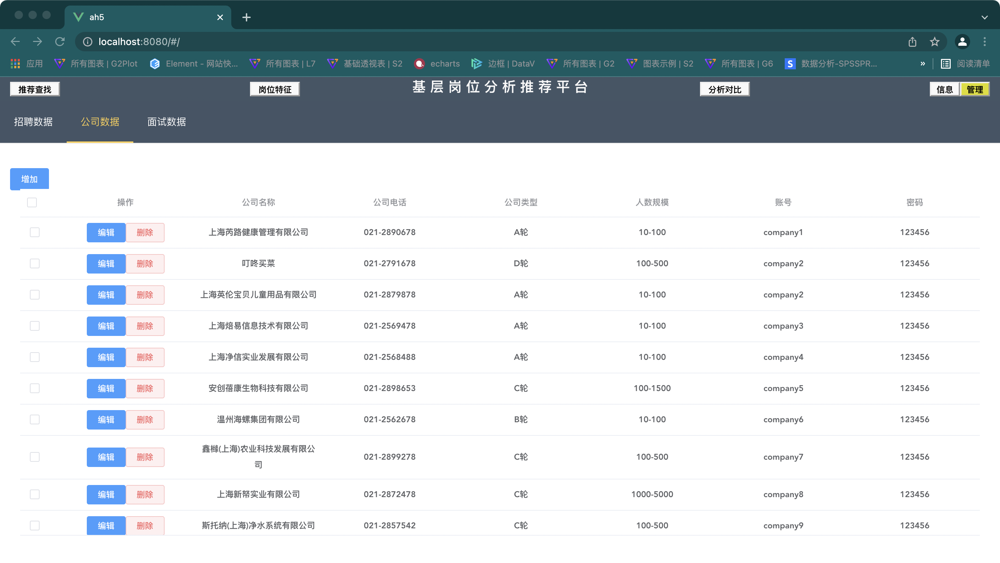 ah5
localhost:8080/#/
应用 所有图表 | G2Plot Element - 网站快... 所有图表 | L7 基础透视表 | S2 echarts 边框 | DataV 所有图表 | G2 图表示例 | S2 所有图表 | G6 数据分析-SPSSPR... » 阅读清单
推荐查找 岗位特征 基层岗位分析推荐平台 分析对比 信息 管理
招聘数据 公司数据 面试数据
增加
操作 公司名称 公司电话 公司类型 人数规模 账号 密码
编辑 删除 上海芮路健康管理有限公司 021-2890678 A轮 10-100 company1 123456
编辑 删除 叮咚买菜 021-2791678 D轮 100-500 company2 123456
编辑 删除 上海英伦宝贝儿童用品有限公司 021-2879878 A轮 10-100 company2 123456
编辑 删除 上海焙易信息技术有限公司 021-2569478 A轮 10-100 company3 123456
编辑 删除 上海净信实业发展有限公司 021-2568488 A轮 10-100 company4 123456
编辑 删除 安创蓓康生物科技有限公司 021-2898653 C轮 100-1500 company5 123456
编辑 删除 温州海螺集团有限公司 021-2562678 B轮 10-100 company6 123456
编辑 删除 鑫橼(上海)农业科技发展有限公
司 021-2899278 C轮 100-500 company7 123456
编辑 删除 上海新帑实业有限公司 021-2872478 C轮 1000-5000 company8 123456
编辑 删除 斯托纳(上海)净水系统有限公司 021-2857542 C轮 100-500 company9 123456